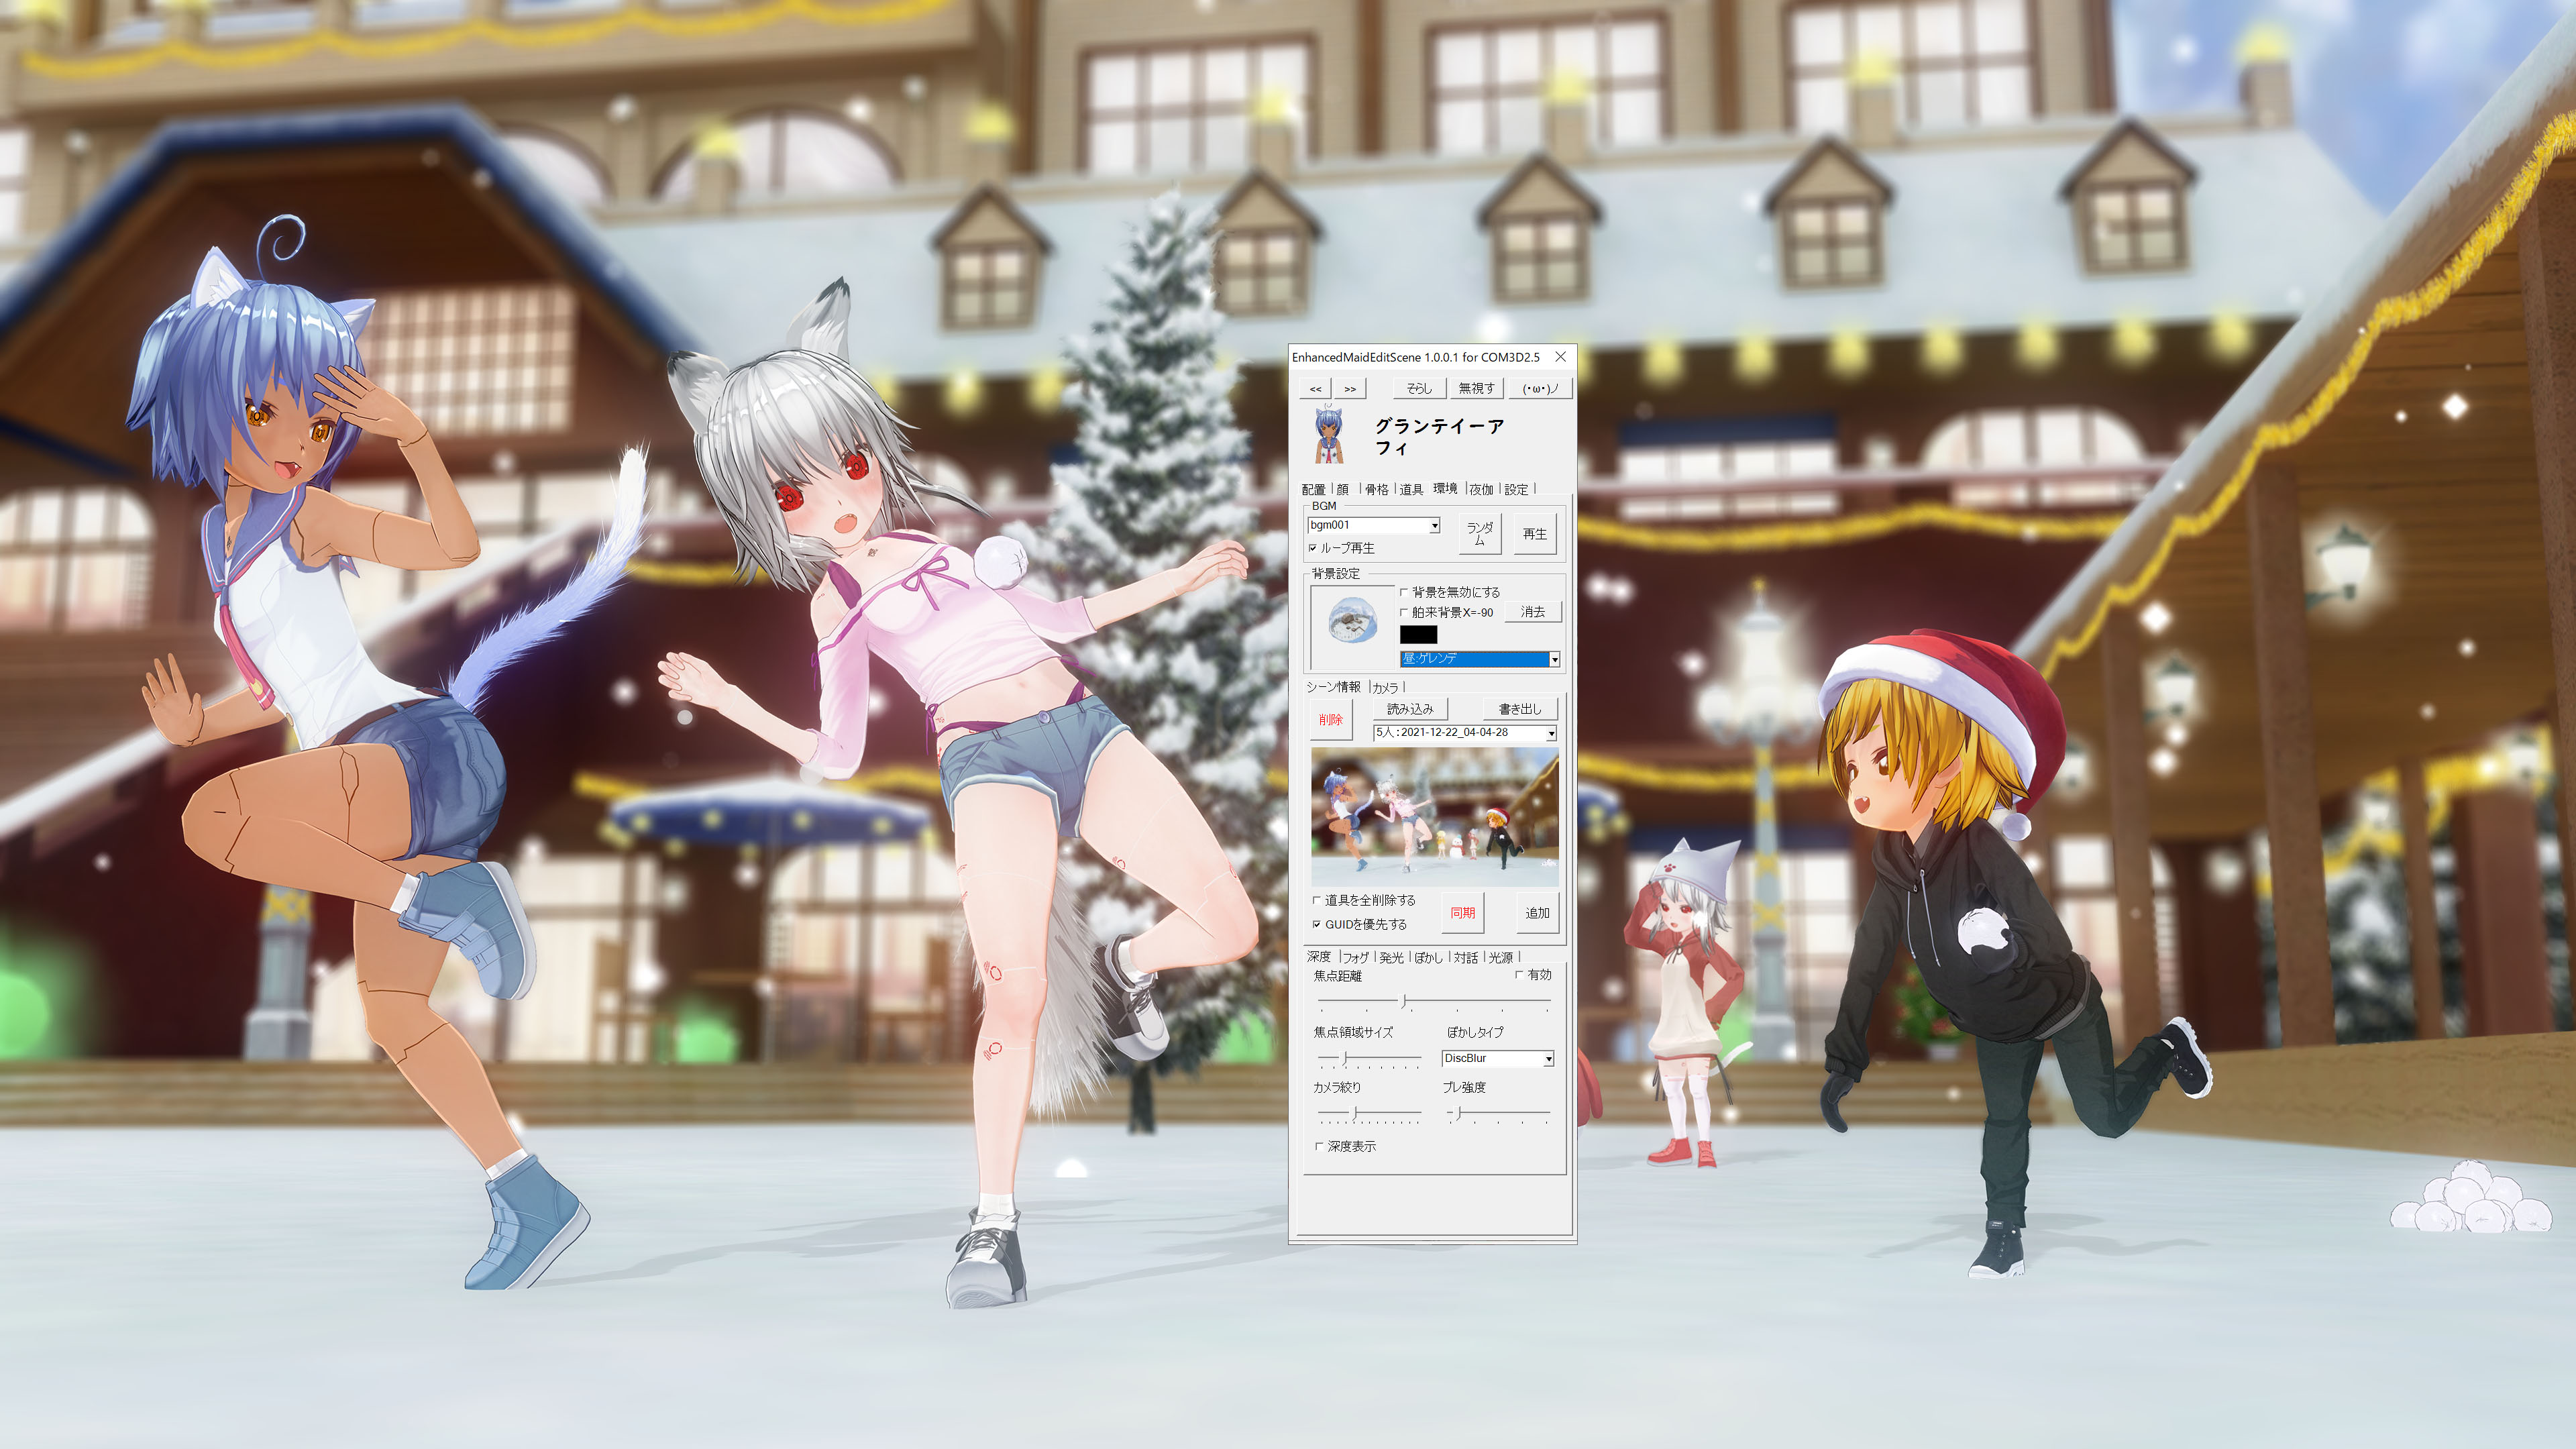 EnhancedMaidEditScene 1.0.0.1 for COM3D2.5
<< >> そらし 無視す (・ω・)ノ
グランテイーア
フィ
配置 顔 骨格 道具 環境 夜伽 設定
BGM
bgm001
ランダ
ム
再生
ループ再生
背景設定
背景を無効にする
舶来背景X=-90 消去
昼:ゲレンデ
シーン情報 カメラ
削除 読み込み 書き出し
5人:2021-12-22_04-04-28
道具を全削除する
GUIDを優先する
同期 追加
深度 フォグ 発光 ぼかし 対話 光源
焦点距離 有効
焦点領域サイズ ぼかしタイプ
DiscBlur
カメラ絞り ブレ強度
深度表示